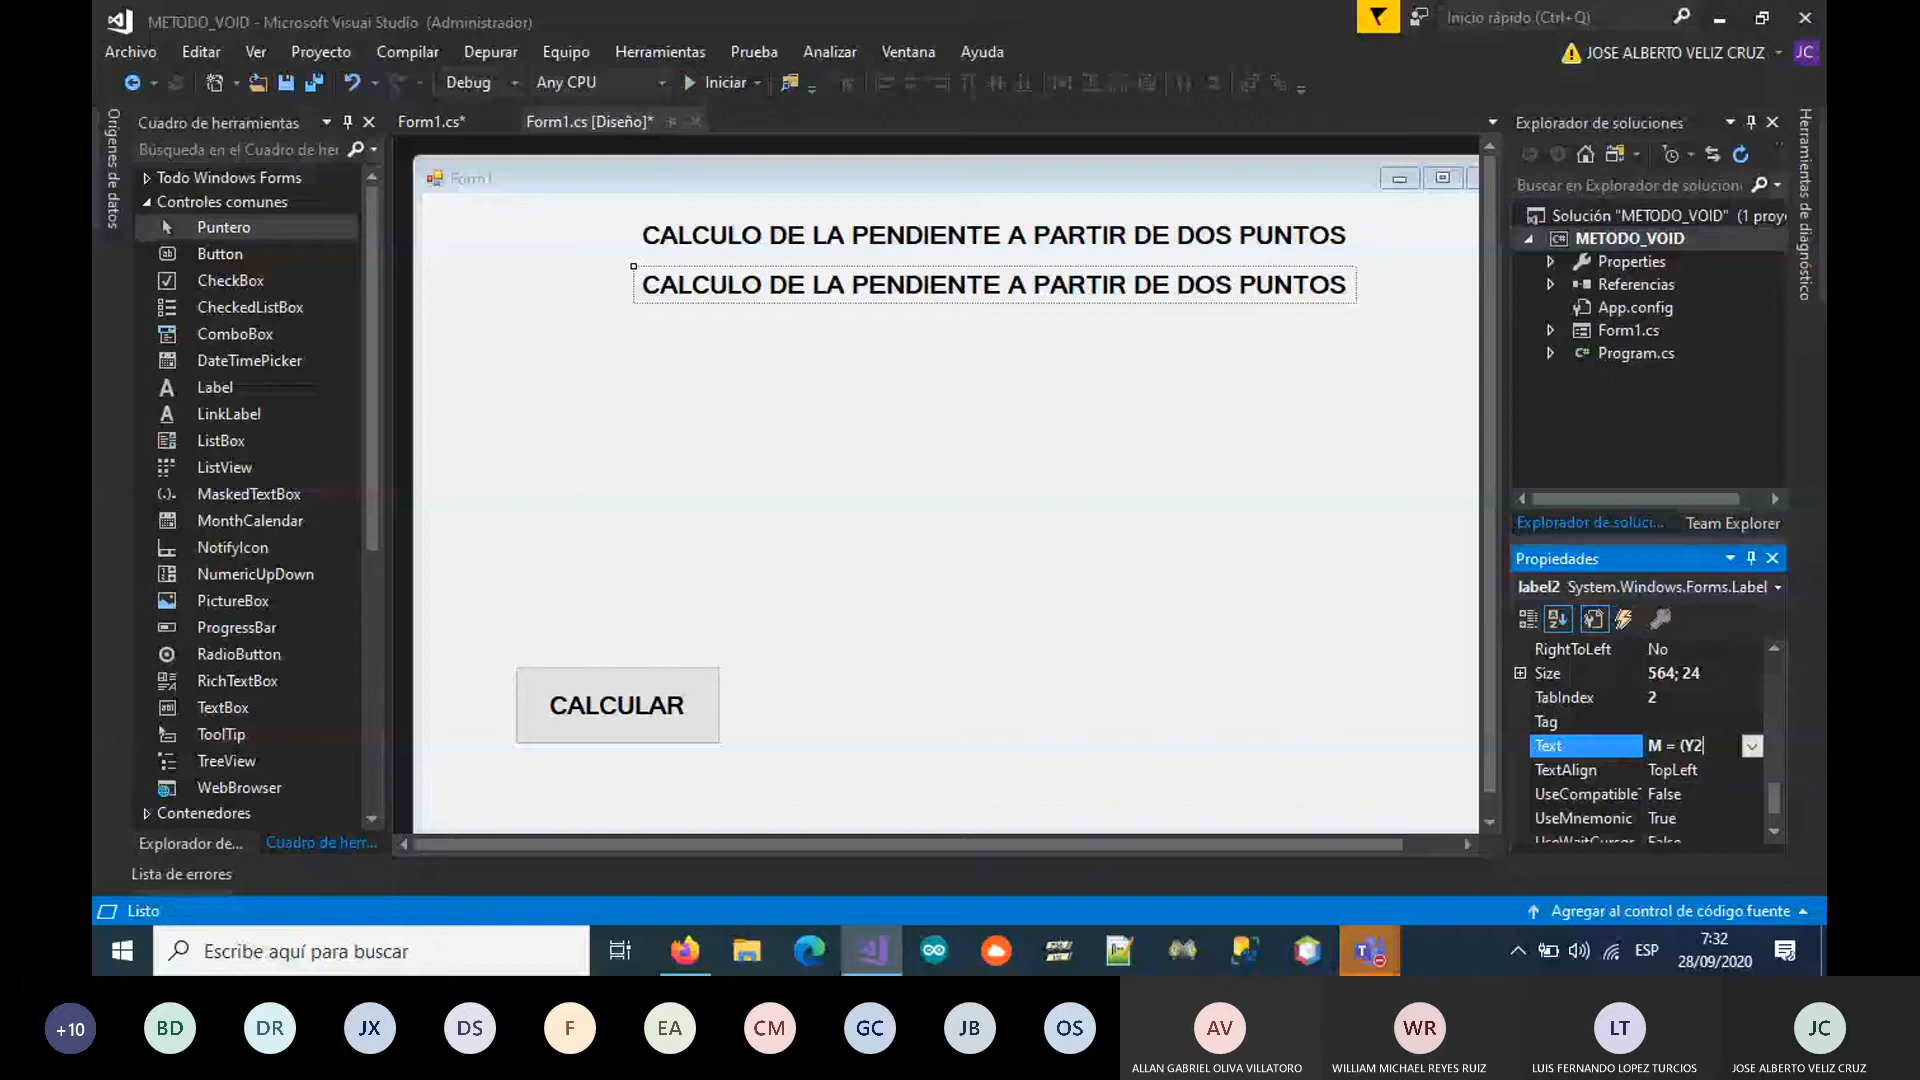 METODO_VOID - Microsoft Visual Studio (Administrador)
Inicio rápido (Ctrl+Q)
Archivo Editar Ver Proyecto Compilar Depurar Equipo Herramientas Prueba Analizar Ventana Ayuda
JOSE ALBERTO VELIZ CRUZ JC
Debug Any CPU Iniciar
Orígenes de datos
Cuadro de herramientas
Búsqueda en el Cuadro de her
Todo Windows Forms
Controles comunes
Puntero
Button
CheckBox
CheckedListBox
ComboBox
DateTimePicker
Label
LinkLabel
ListBox
ListView
MaskedTextBox
MonthCalendar
NotifyIcon
NumericUpDown
PictureBox
ProgressBar
RadioButton
RichTextBox
TextBox
ToolTip
TreeView
WebBrowser
Contenedores
Explorador de... Cuadro de herr...
Lista de errores
Form1.cs* Form1.cs [Diseño]*
Form1
CALCULO DE LA PENDIENTE A PARTIR DE DOS PUNTOS
CALCULO DE LA PENDIENTE A PARTIR DE DOS PUNTOS
CALCULAR
Explorador de soluciones
Buscar en Explorador de solucion
Solución "METODO_VOID" (1 proye
METODO_VOID
Properties
Referencias
App.config
Form1.cs
Program.cs
Explorador de soluci... Team Explorer
Herramientas de diagnóstico
Propiedades
label2 System.Windows.Forms.Label
RightToLeft No
Size 564; 24
TabIndex 2
Tag
Text M = (Y2
TextAlign TopLeft
UseCompatibleT False
UseMnemonic True
UseWaitCursor False
Listo
Agregar al control de código fuente
Escribe aquí para buscar
ESP
7:32
28/09/2020
+10 BD DR JX DS F EA CM GC JB OS AV WR LT JC
ALLAN GABRIEL OLIVA VILLATORO
WILLIAM MICHAEL REYES RUIZ
LUIS FERNANDO LOPEZ TURCIOS
JOSE ALBERTO VELIZ CRUZ